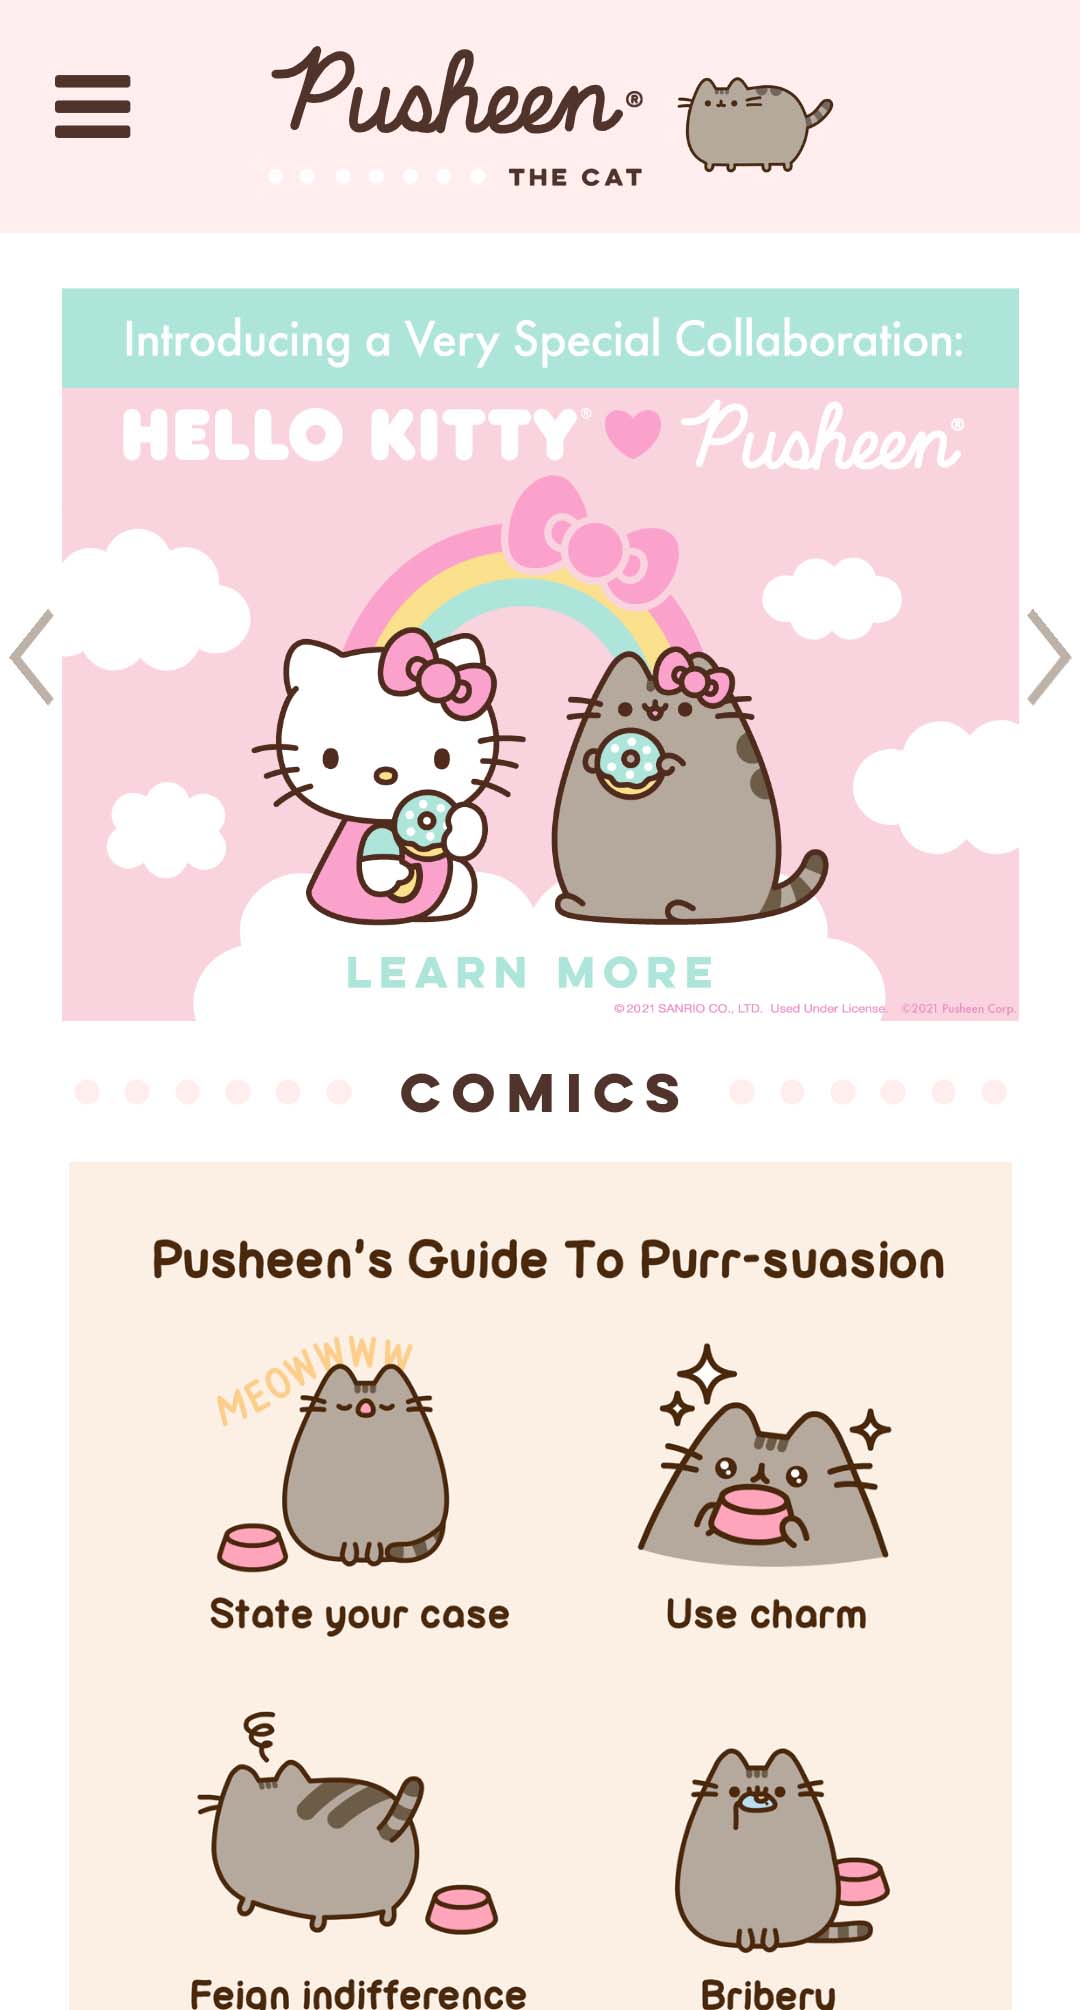 Pusheen®
THE CAT
Introducing a Very Special Collaboration:
HELLO KITTY® Pusheen®
LEARN MORE
©2021 SANRIO CO., LTD. Used Under License. ©2021 Pusheen Corp.
COMICS
Pusheen's Guide To Purr-suasion
MEOWWWW
State your case
Use charm
Feign indifference
Bribery